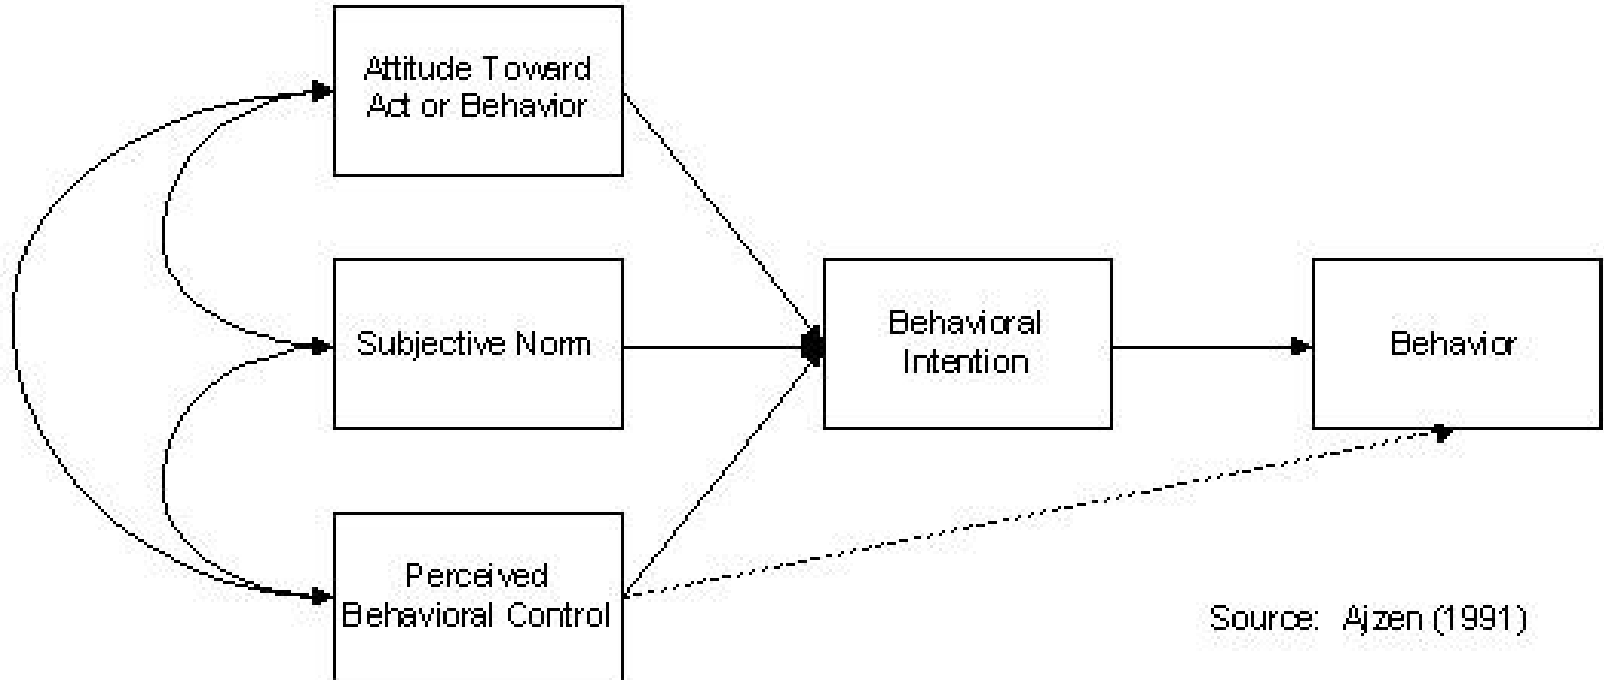 Attitude Toward
Act or Behavior
Subjective Norm
Behavioral
Intention
Behavior
Perceived
Behavioral Control
Source: Ajzen (1991)